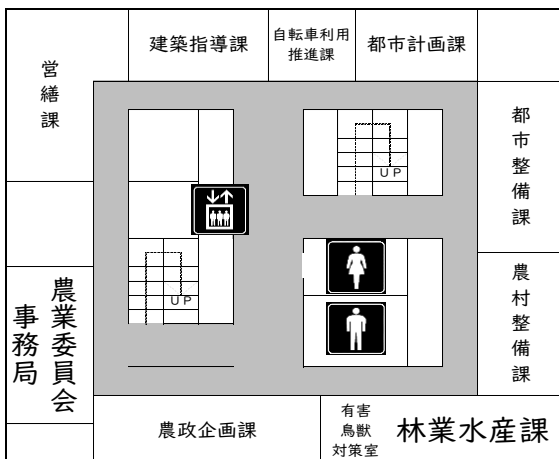 建築指導課
自転車利用
推進課
都市計画課
営繕課
都市整備課
UP
UP
農業委員会
事務局
農村整備課
農政企画課
有害
鳥獣
対策室
林業水産課